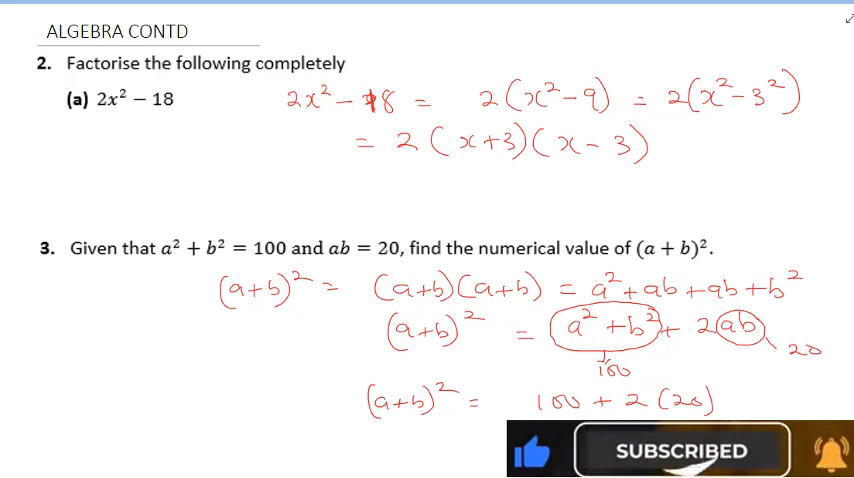 ALGEBRA CONTD
2. Factorise the following completely
(a) 2x² − 18
2x² − 18 = 2(x² − 9) = 2(x² − 3²)
= 2(x+3)(x−3)
3. Given that a² + b² = 100 and ab = 20, find the numerical value of (a + b)².
(a+b)² = (a+b)(a+b) = a² + ab + ab + b²
(a+b)² = a² + b² + 2ab
20
100
(a+b)² = 100 + 2(20)
SUBSCRIBED